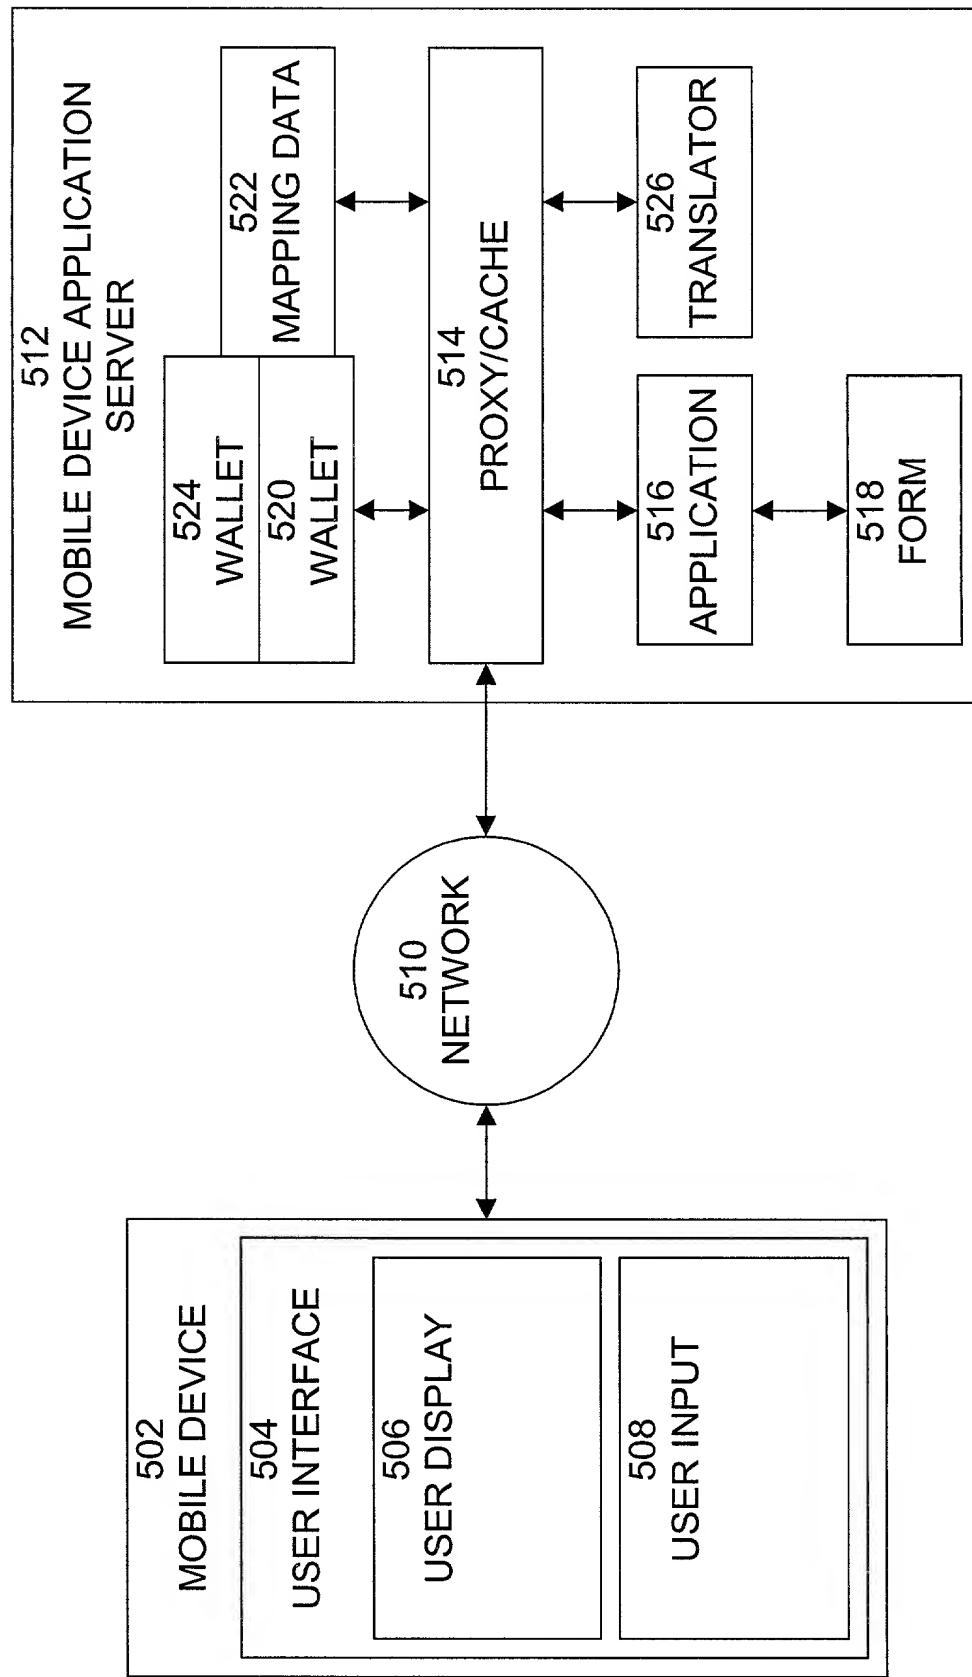 502
MOBILE DEVICE
504
USER INTERFACE
506
USER DISPLAY
508
USER INPUT
510
NETWORK
512
MOBILE DEVICE APPLICATION
SERVER
524
WALLET
520
WALLET
522
MAPPING DATA
514
PROXY/CACHE
516
APPLICATION
526
TRANSLATOR
518
FORM